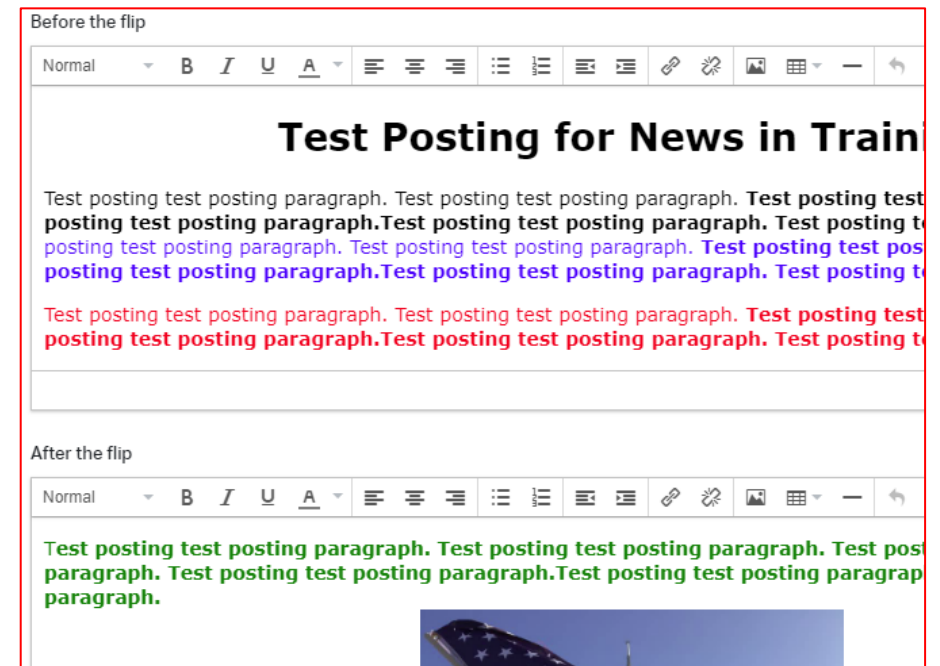 Before the flip
Normal B I U A
Test Posting for News in Traini
Test posting test posting paragraph. Test posting test posting paragraph. Test posting test
posting test posting paragraph.Test posting test posting paragraph. Test posting t
posting test posting paragraph. Test posting test posting paragraph. Test posting test pos
posting test posting paragraph.Test posting test posting paragraph. Test posting t
Test posting test posting paragraph. Test posting test posting paragraph. Test posting test
posting test posting paragraph.Test posting test posting paragraph. Test posting t
After the flip
Normal B I U A
Test posting test posting paragraph. Test posting test posting paragraph. Test post
paragraph. Test posting test posting paragraph.Test posting test posting paragrap
paragraph.